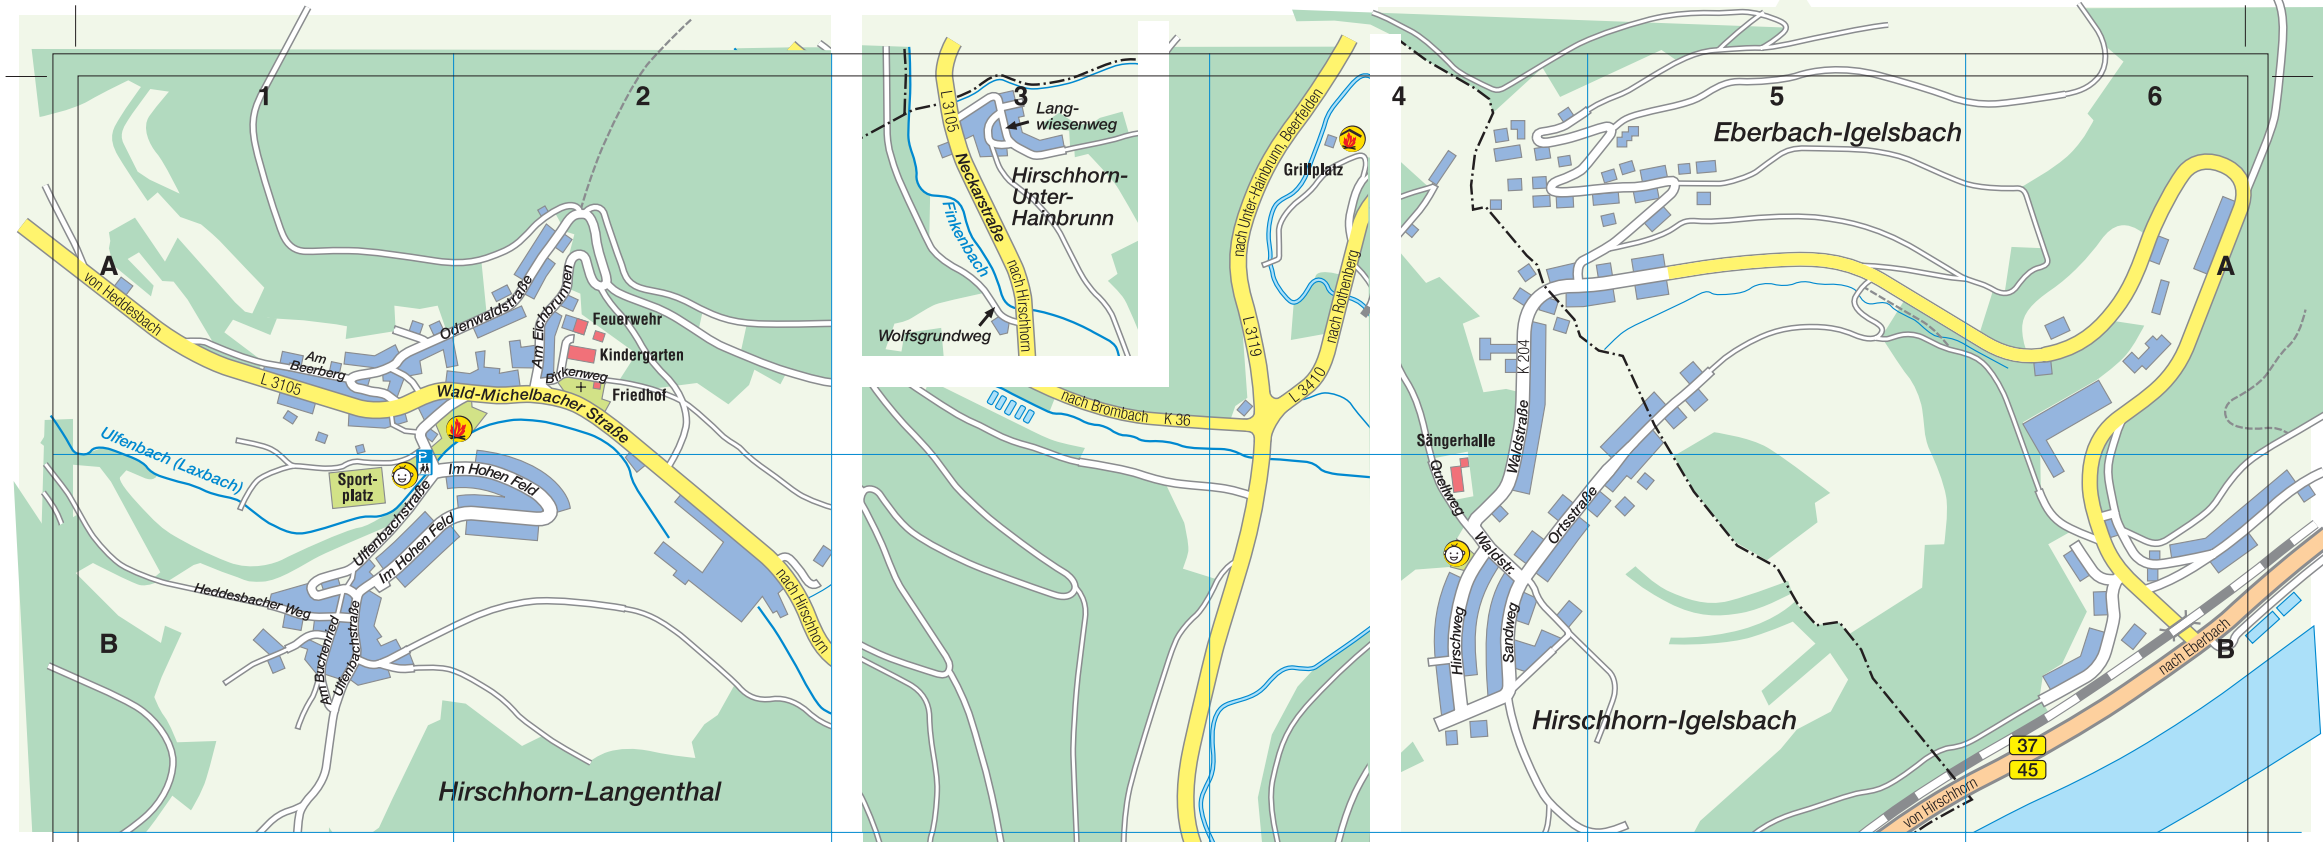 1
2
3
4
5
6
A
A
B
B
von Heddesbach
L 3105
Am
Beerberg
Odenwaldstraße
Am Eichbrunnen
Feuerwehr
Kindergarten
Birkenweg
Friedhof
Wald-Michelbacher Straße
Ulfenbach (Laxbach)
P
Sport-
platz
Im Hohen Feld
Ulfenbachstraße
Im Hohen Feld
Heddesbacher Weg
Am Buchenried
Ulfenbachstraße
nach Hirschhorn
Hirschhorn-Langenthal
L 3105
Lang-
wiesenweg
Neckarstraße
Hirschhorn-
Unter-
Hainbrunn
Finkenbach
nach Hirschhorn
Wolfsgrundweg
nach Unter-Hainbrunn, Beerfelden
Grillplatz
nach Rothenberg
L 3119
L 3410
nach Brombach
K 36
Eberbach-Igelsbach
K 204
Waldstraße
Sängerhalle
Quellweg
Ortsstraße
Waldstr.
Hirschweg
Sandweg
Hirschhorn-Igelsbach
nach Eberbach
37
45
von Hirschhorn